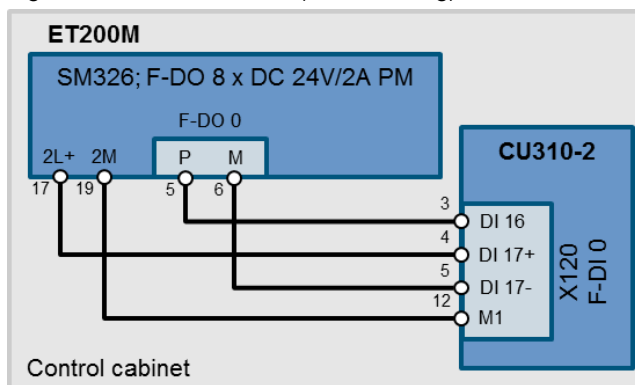 ET200M
SM326; F-DO 8 x DC 24V/2A PM
F-DO 0
2L+ 2M P M
17 19 5 6
CU310-2
3 DI 16
4 DI 17+
5 DI 17-
12 M1
X120
F-DI 0
Control cabinet